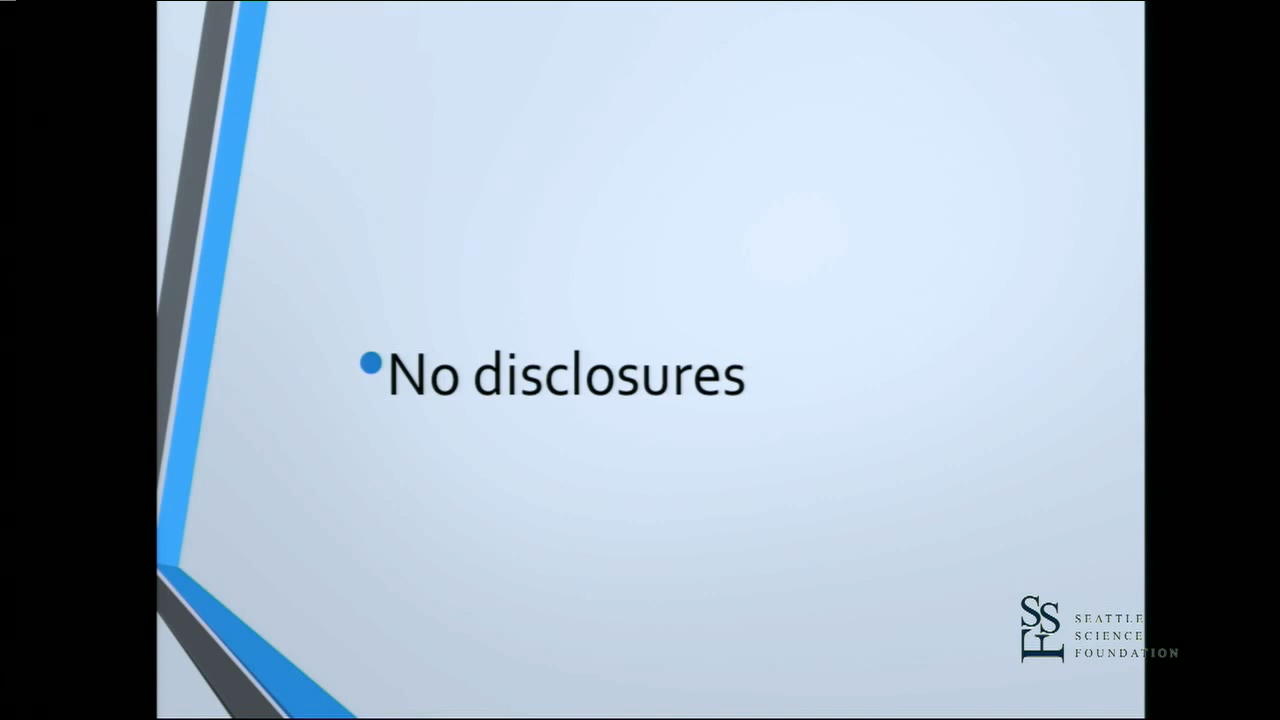 •No disclosures
SSF
SEATTLE
SCIENCE
FOUNDATION